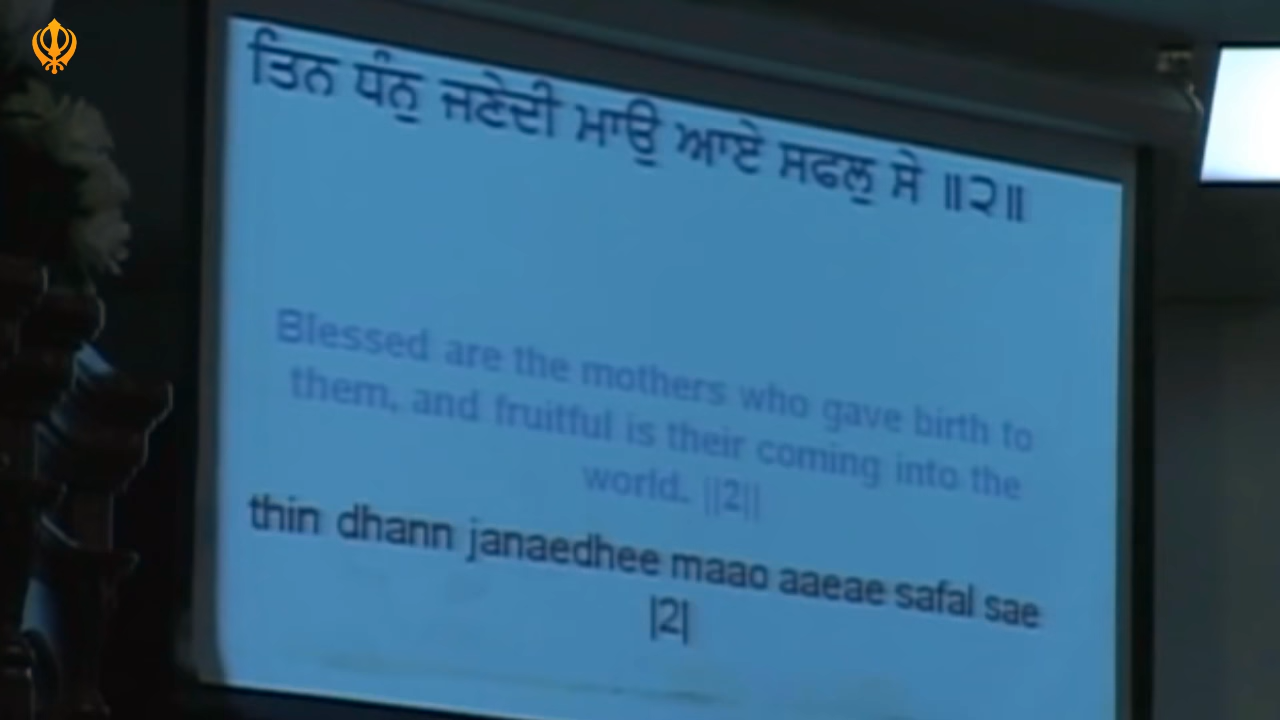 ਤਿਨ ਧੰਨੁ ਜਣੇਦੀ ਮਾਉ ਆਏ ਸਫਲੁ ਸੇ ॥੨॥
Blessed are the mothers who gave birth to
them, and fruitful is their coming into the
world. ||2||
thin dhann janaedhee maao aaeae safal sae
|2|